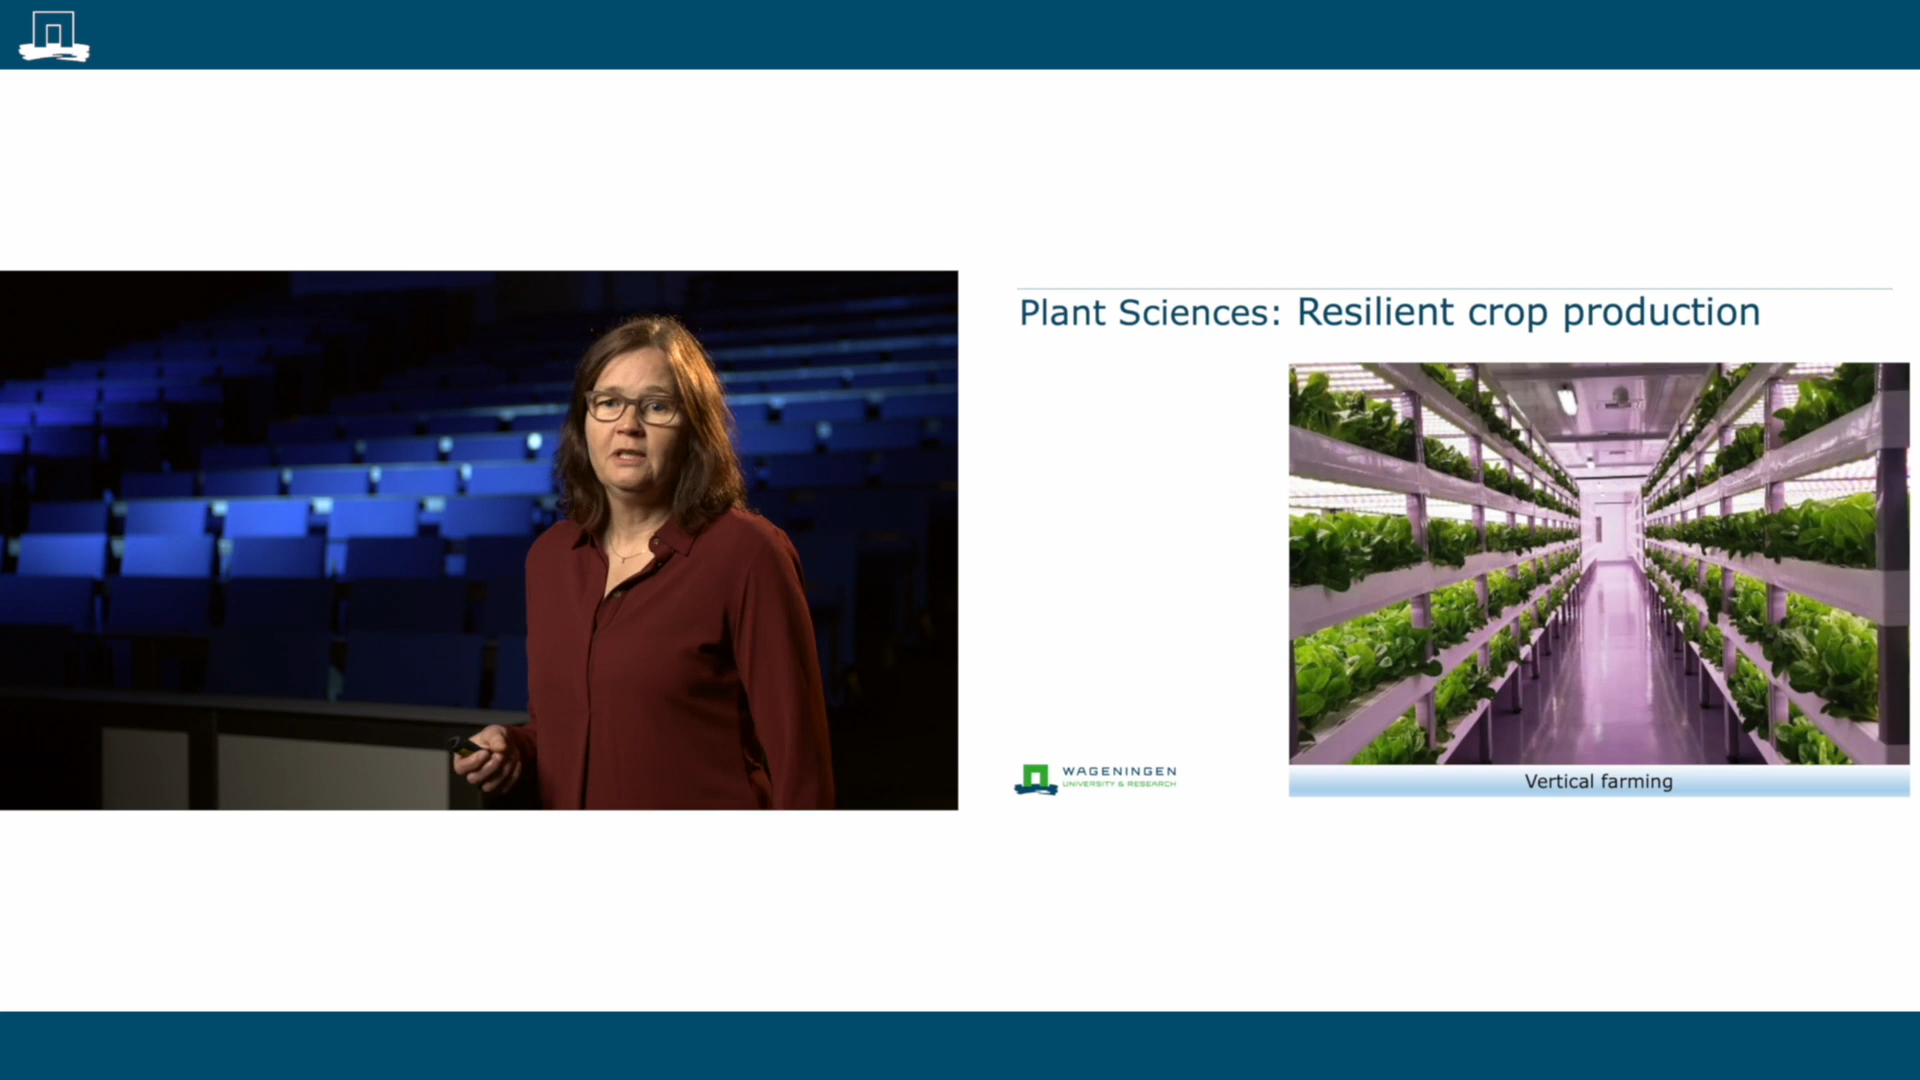 Plant Sciences: Resilient crop production
WAGENINGEN
UNIVERSITY & RESEARCH
Vertical farming